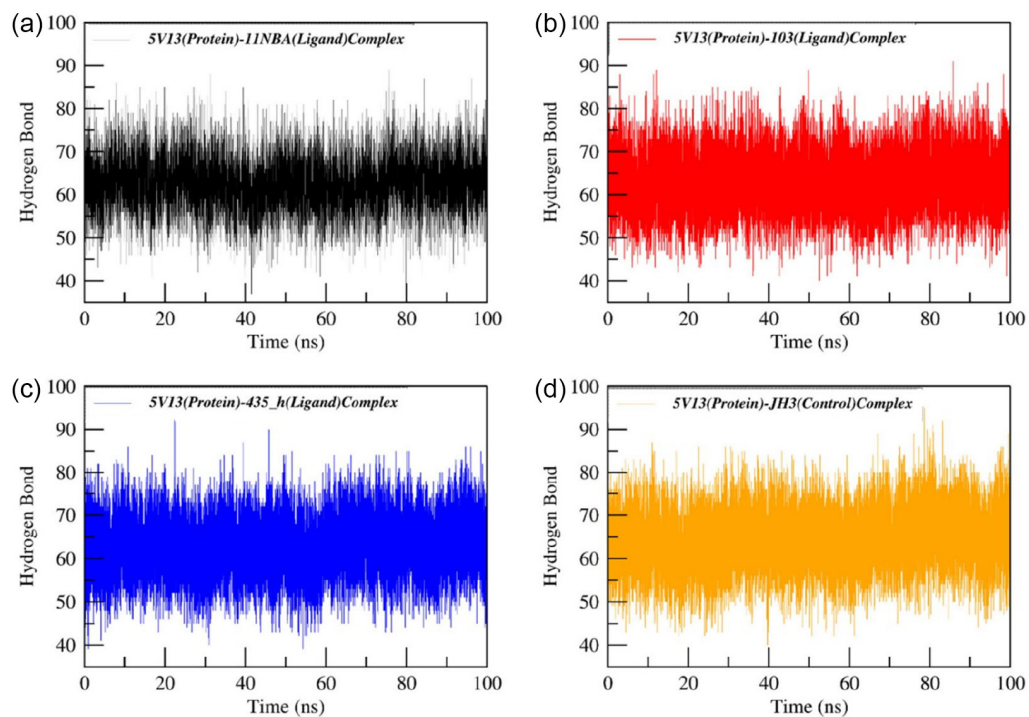 (a)
5V13(Protein)-11NBA(Ligand)Complex
Hydrogen Bond
100
90
80
70
60
50
40
0 20 40 60 80 100
Time (ns)
(b)
5V13(Protein)-103(Ligand)Complex
Hydrogen Bond
100
90
80
70
60
50
40
0 20 40 60 80 100
Time (ns)
(c)
5V13(Protein)-435_h(Ligand)Complex
Hydrogen Bond
100
90
80
70
60
50
40
0 20 40 60 80 100
Time (ns)
(d)
5V13(Protein)-JH3(Control)Complex
Hydrogen Bond
100
90
80
70
60
50
40
0 20 40 60 80 100
Time (ns)